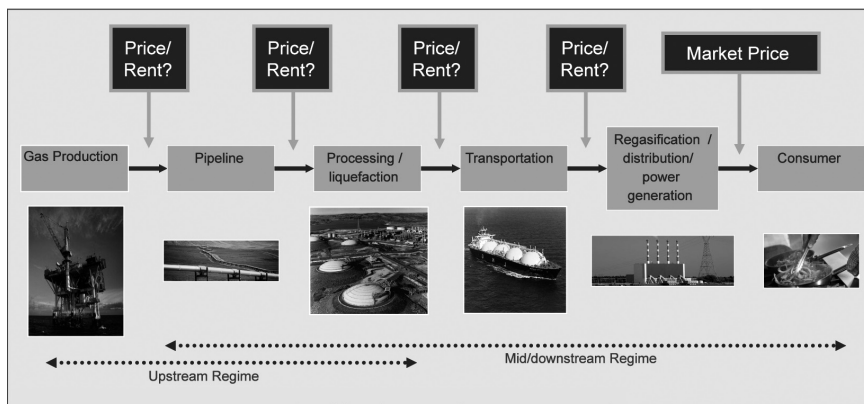 Price/
Rent?
Price/
Rent?
Price/
Rent?
Price/
Rent?
Market Price
Gas Production
Pipeline
Processing /
liquefaction
Transportation
Regasification /
distribution/
power
generation
Consumer
Upstream Regime
Mid/downstream Regime